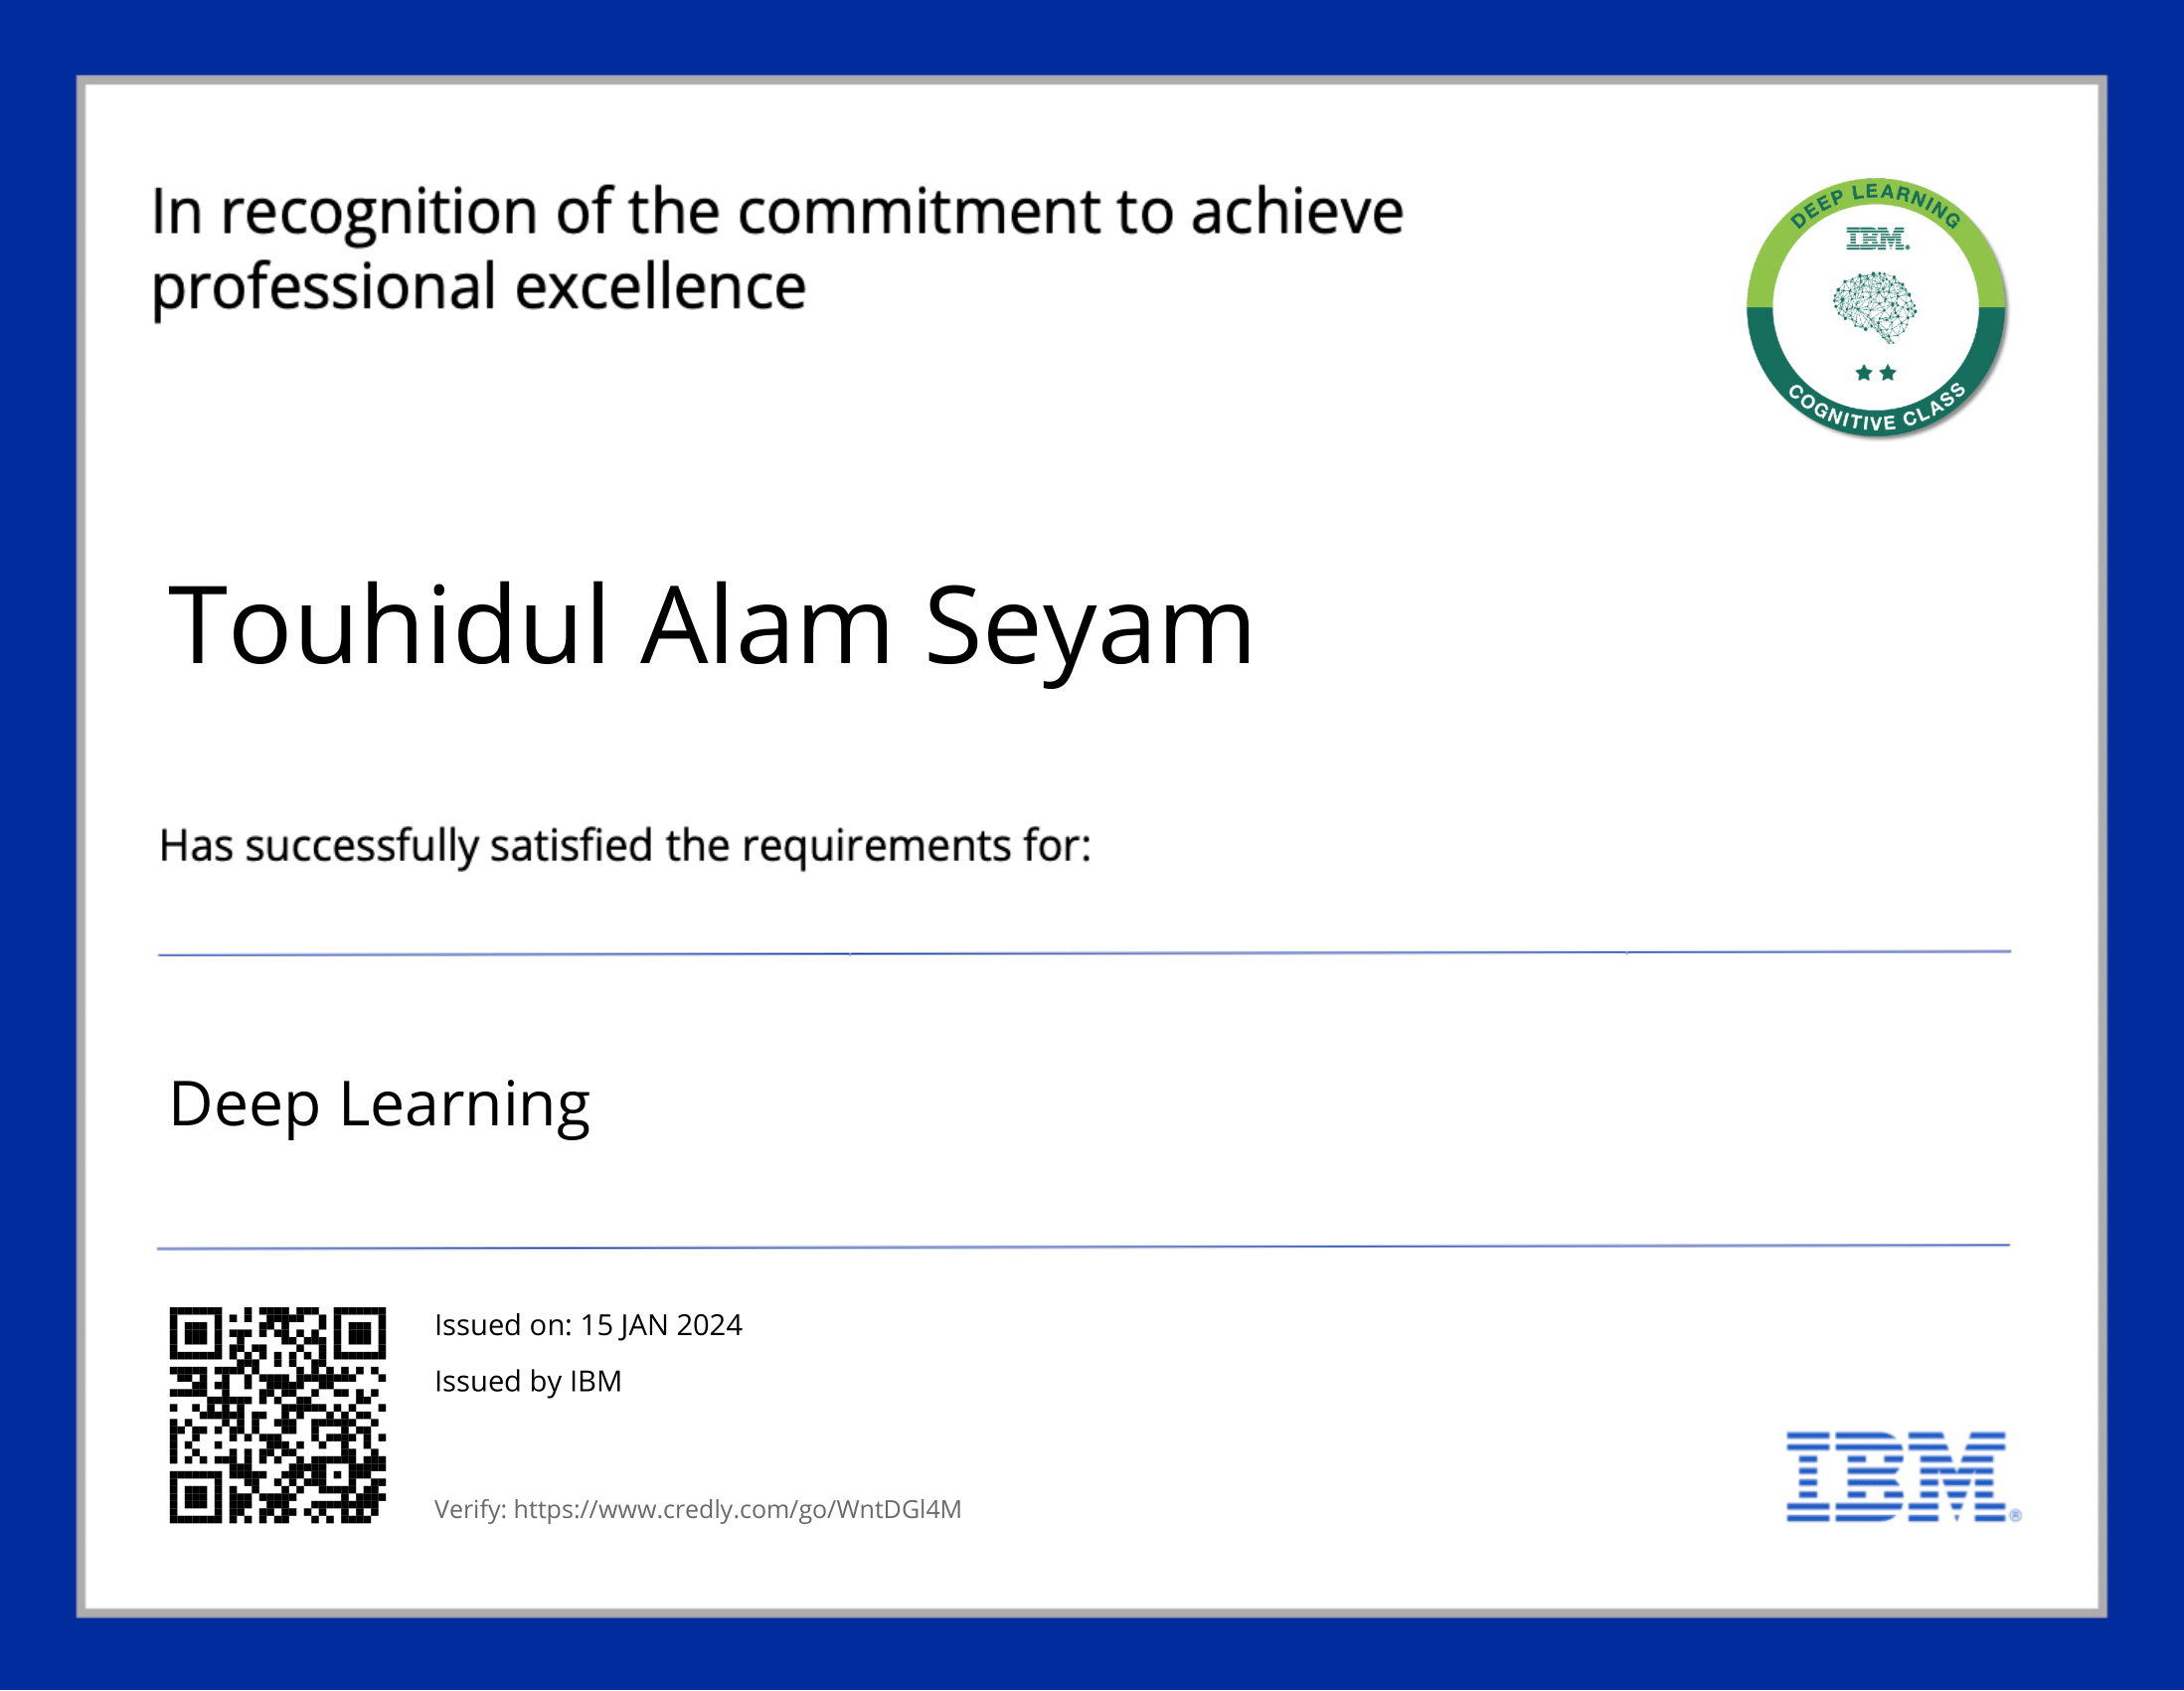 In recognition of the commitment to achieve
professional excellence
DEEP LEARNING
IBM®
COGNITIVE CLASS
Touhidul Alam Seyam
Has successfully satisfied the requirements for:
Deep Learning
Issued on: 15 JAN 2024
Issued by IBM
Verify: https://www.credly.com/go/WntDGl4M
IBM®